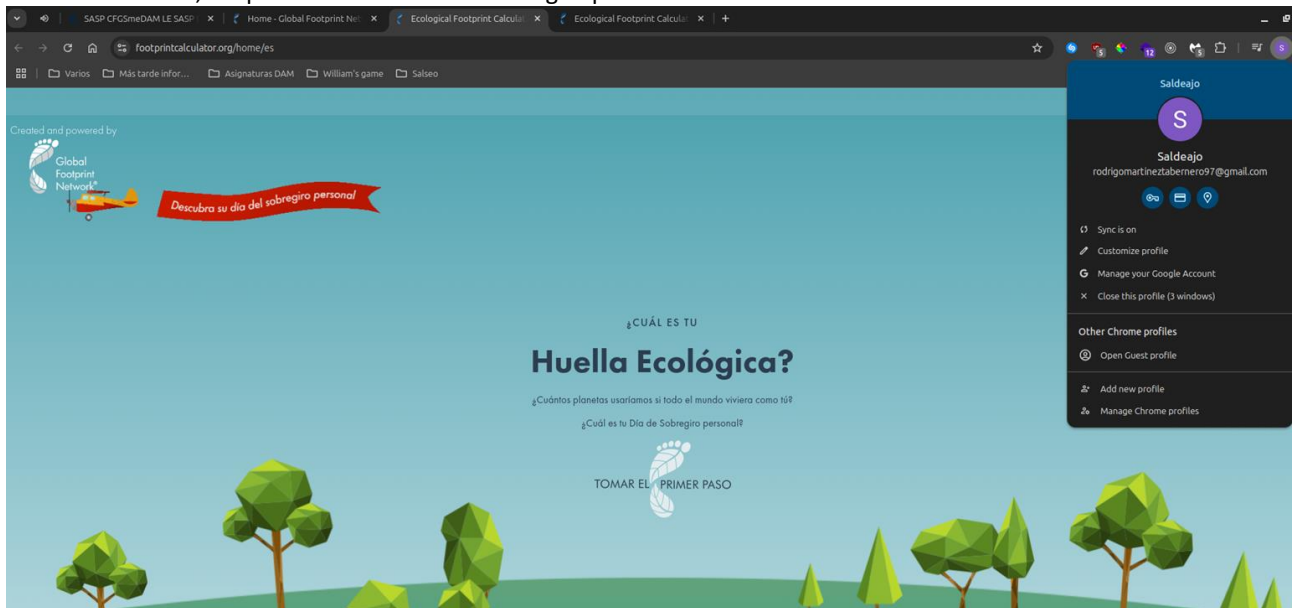 SASP CFGSmeDAM LE SASP
Home - Global Footprint Net
Ecological Footprint Calculat
Ecological Footprint Calculat
footprintcalculator.org/home/es
5
12
5
S
Varios
Más tarde infor...
Asignaturas DAM
William's game
Salseo
Created and powered by
Global
Footprint
Network
Descubra su día del sobregiro personal
¿CUÁL ES TU
Huella Ecológica?
¿Cuántos planetas usaríamos si todo el mundo viviera como tú?
¿Cuál es tu Día de Sobregiro personal?
TOMAR EL PRIMER PASO
Saldeajo
S
Saldeajo
rodrigomartineztabernero97@gmail.com
Sync is on
Customize profile
G Manage your Google Account
Close this profile (3 windows)
Other Chrome profiles
Open Guest profile
Add new profile
Manage Chrome profiles